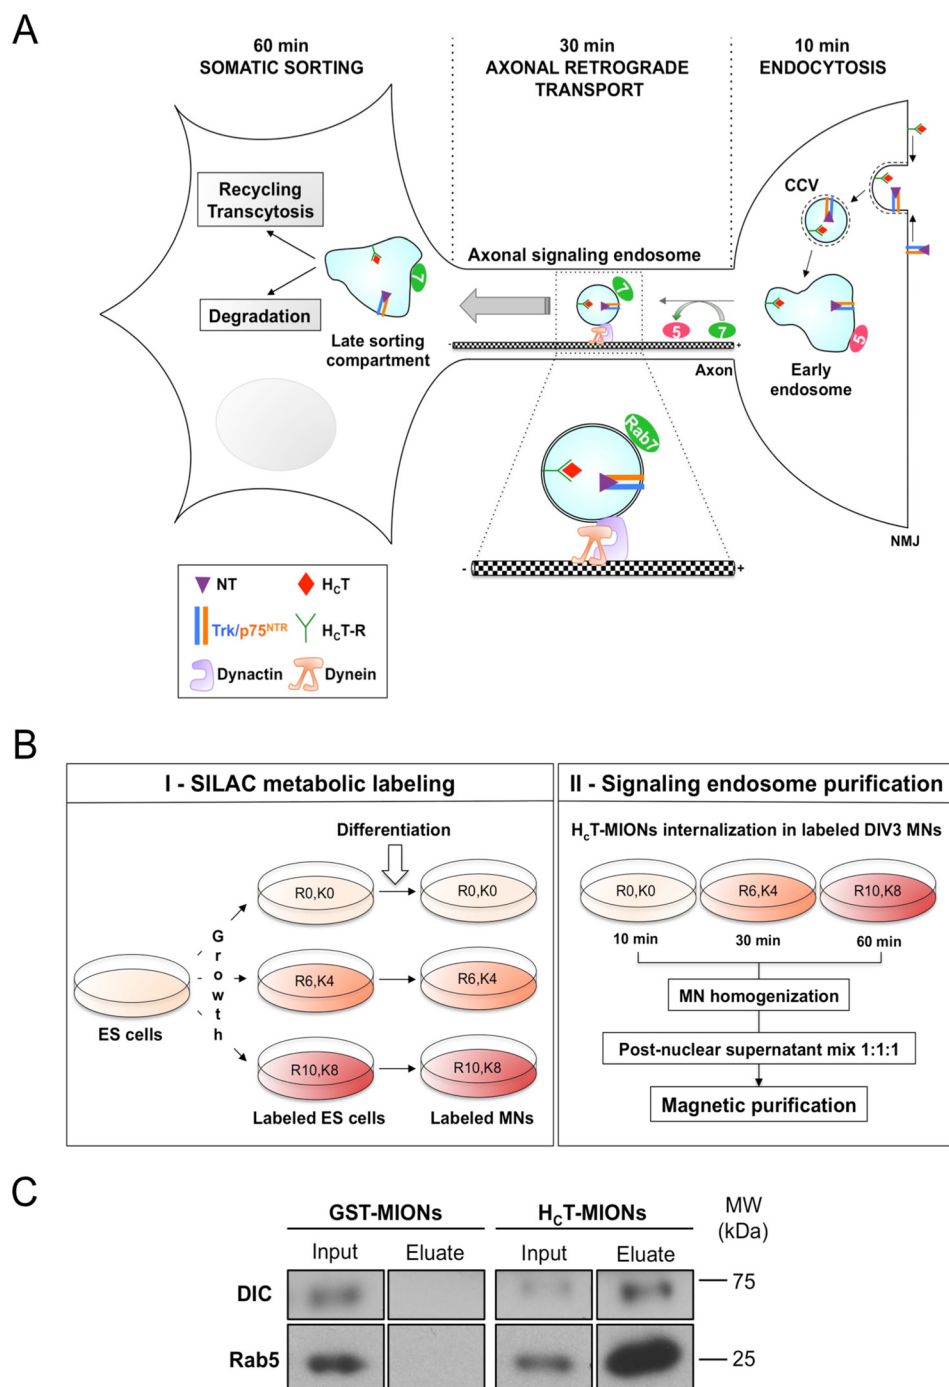 A
60 min
SOMATIC SORTING
30 min
AXONAL RETROGRADE
TRANSPORT
10 min
ENDOCYTOSIS
Recycling
Transcytosis
Degradation
7
Late sorting
compartment
Axonal signaling endosome
7
5
7
Axon
CCV
5
Early
endosome
NMJ
-
+
Rab7
-
+
NT
HCT
Trk/p75NTR
HCT-R
Dynactin
Dynein
B
I - SILAC metabolic labeling
Differentiation
Growth
ES cells
R0,K0
R0,K0
R6,K4
R6,K4
R10,K8
R10,K8
Labeled ES cells
Labeled MNs
II - Signaling endosome purification
HCT-MIONs internalization in labeled DIV3 MNs
R0,K0
R6,K4
R10,K8
10 min
30 min
60 min
MN homogenization
Post-nuclear supernatant mix 1:1:1
Magnetic purification
C
GST-MIONs
HCT-MIONs
MW
(kDa)
Input
Eluate
Input
Eluate
DIC
75
Rab5
25